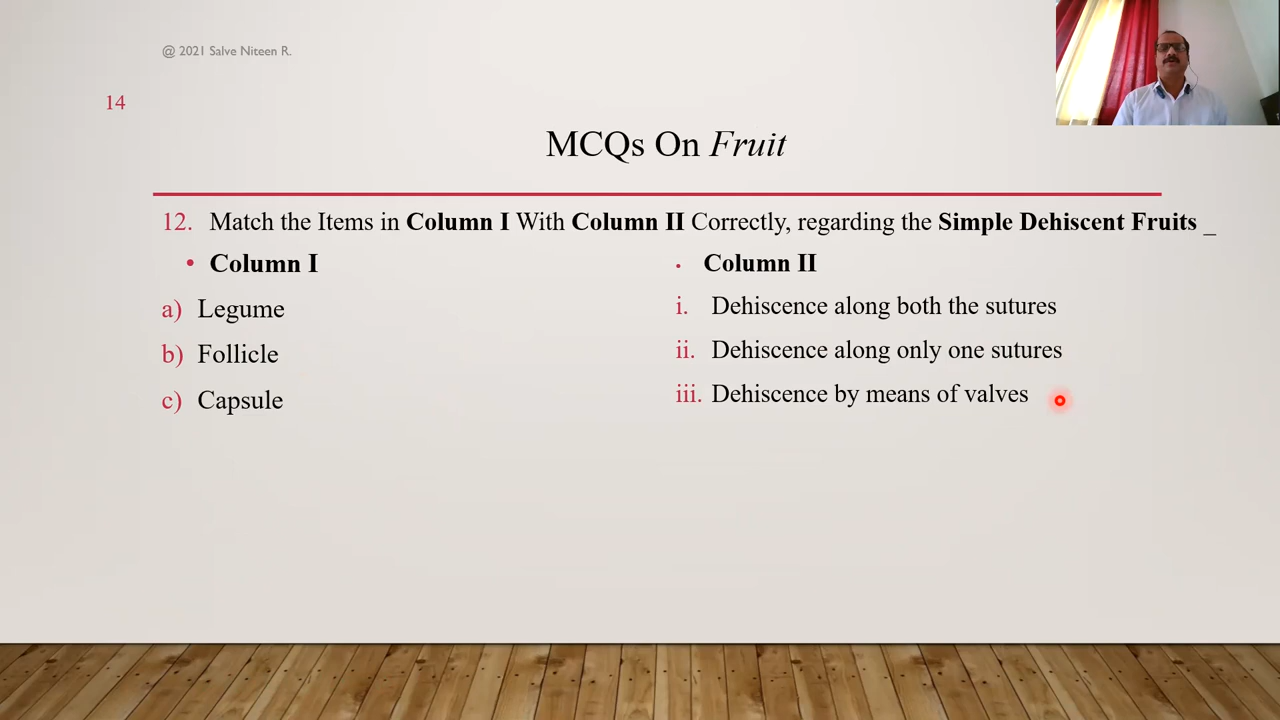 @ 2021 Salve Niteen R.
14
MCQs On Fruit
12. Match the Items in Column I With Column II Correctly, regarding the Simple Dehiscent Fruits _
• Column I
a) Legume
b) Follicle
c) Capsule
• Column II
i. Dehiscence along both the sutures
ii. Dehiscence along only one sutures
iii. Dehiscence by means of valves